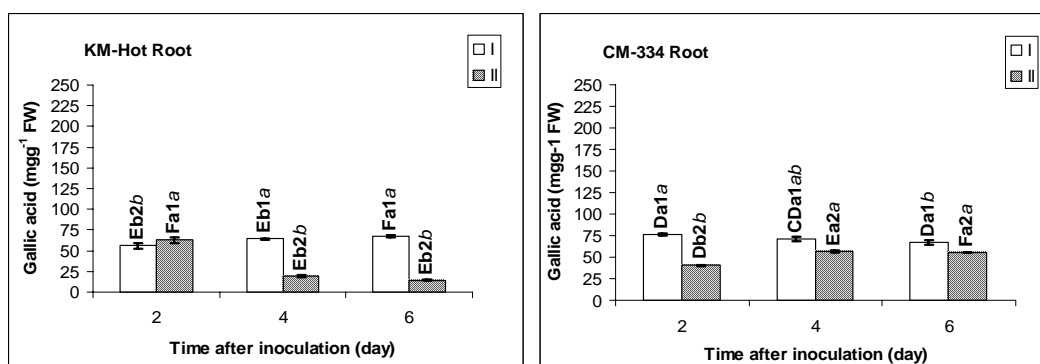 KM-Hot Root
I
II
Gallic acid (mgg-1 FW)
250
225
200
175
150
125
100
75
50
25
0
Eb2b
Fa1a
Eb1a
Eb2b
Fa1a
Eb2b
2 4 6
Time after inoculation (day)
CM-334 Root
I
II
Gallic acid (mgg-1 FW)
250
225
200
175
150
125
100
75
50
25
0
Da1a
Db2b
CDa1ab
Ea2a
Da1b
Fa2a
2 4 6
Time after inoculation (day)